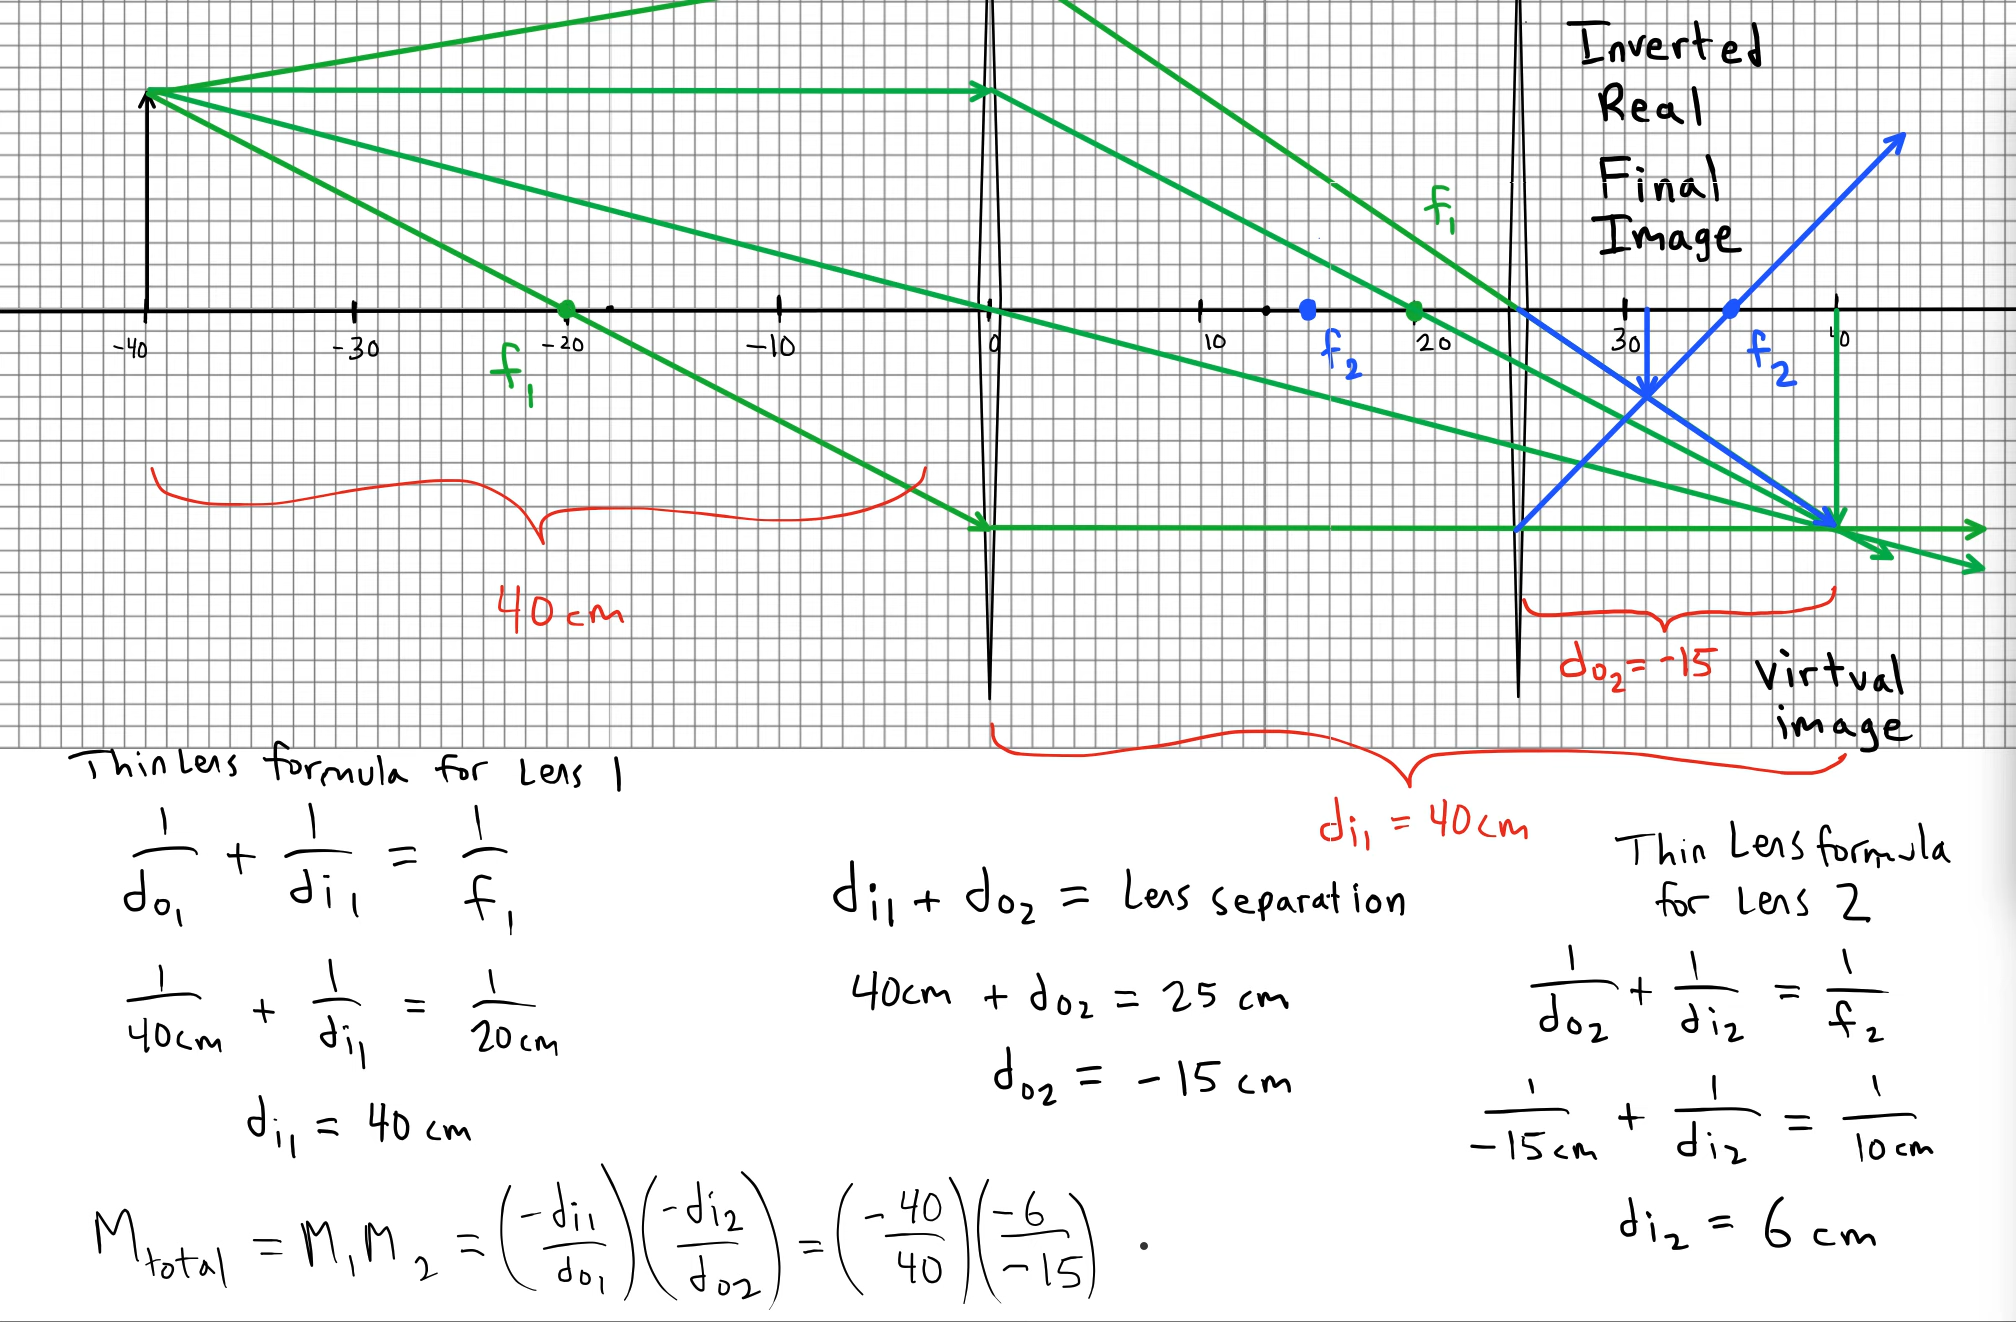 Inverted
Real
Final
Image
f₁
-40 -30 -20 -10 0 10 20 30 40
f₁
f₂
f₂
40cm
do₂ = -15
virtual
image
di₁ = 40cm
Thin Lens formula for Lens 1
1/do₁ + 1/di₁ = 1/f₁
1/40cm + 1/di₁ = 1/20cm
di₁ = 40cm
di₁ + do₂ = Lens separation
40cm + do₂ = 25 cm
do₂ = -15 cm
Thin Lens formula
for Lens 2
1/do₂ + 1/di₂ = 1/f₂
1/-15cm + 1/di₂ = 1/10cm
di₂ = 6 cm
Mtotal = M₁M₂ = (-di₁/do₁)(-di₂/do₂) = (-40/40)(-6/-15)